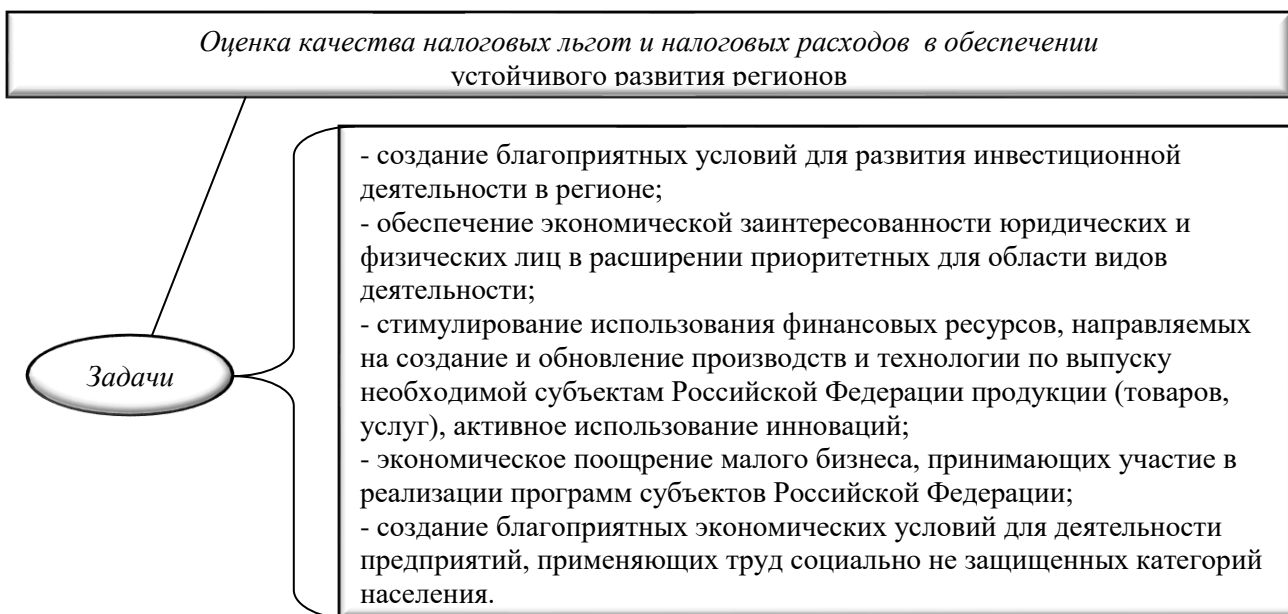 Оценка качества налоговых льгот и налоговых расходов в обеспечении
устойчивого развития регионов
- создание благоприятных условий для развития инвестиционной
деятельности в регионе;
- обеспечение экономической заинтересованности юридических и
физических лиц в расширении приоритетных для области видов
деятельности;
- стимулирование использования финансовых ресурсов, направляемых
на создание и обновление производств и технологии по выпуску
необходимой субъектам Российской Федерации продукции (товаров,
услуг), активное использование инноваций;
- экономическое поощрение малого бизнеса, принимающих участие в
реализации программ субъектов Российской Федерации;
- создание благоприятных экономических условий для деятельности
предприятий, применяющих труд социально не защищенных категорий
населения.
Задачи